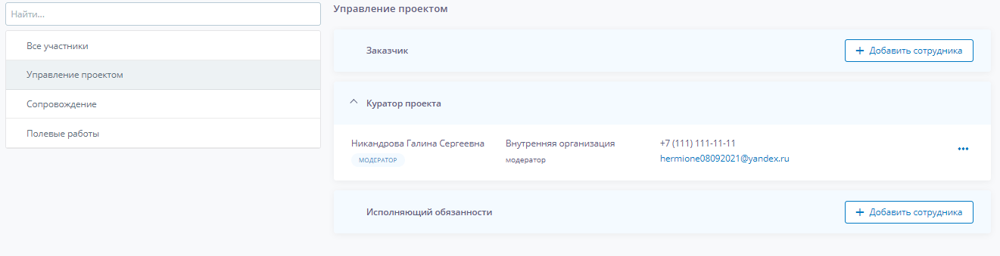 Найти...
Все участники
Управление проектом
Сопровождение
Полевые работы
Управление проектом
Заказчик
+ Добавить сотрудника
Куратор проекта
Никандрова Галина Сергеевна
МОДЕРАТОР
Внутренняя организация
модератор
+7 (111) 111-11-11
hermione08092021@yandex.ru
Исполняющий обязанности
+ Добавить сотрудника